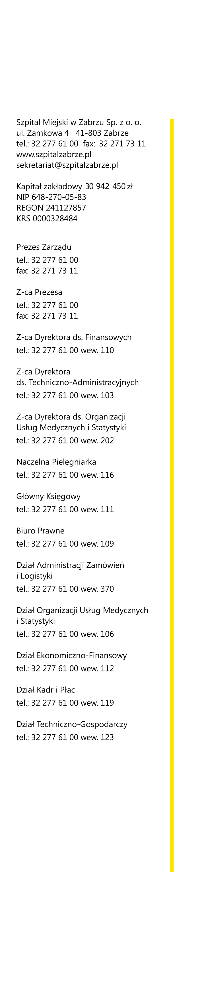 Szpital Miejski w Zabrzu Sp. z o. o.
ul. Zamkowa 4   41-803 Zabrze
tel.: 32 277 61 00  fax:  32 271 73 11
www.szpitalzabrze.pl
sekretariat@szpitalzabrze.pl
Kapitał zakładowy 30 942 450 zł
NIP 648-270-05-83
REGON 241127857
KRS 0000328484
Prezes Zarządu
tel.: 32 277 61 00
fax: 32 271 73 11
Z-ca Prezesa
tel.: 32 277 61 00
fax: 32 271 73 11
Z-ca Dyrektora ds. Finansowych
tel.: 32 277 61 00 wew. 110
Z-ca Dyrektora
ds. Techniczno-Administracyjnych
tel.: 32 277 61 00 wew. 103
Z-ca Dyrektora ds. Organizacji
Usług Medycznych i Statystyki
tel.: 32 277 61 00 wew. 202
Naczelna Pielęgniarka
tel.: 32 277 61 00 wew. 116
Główny Księgowy
tel.: 32 277 61 00 wew. 111
Biuro Prawne
tel.: 32 277 61 00 wew. 109
Dział Administracji Zamówień
i Logistyki
tel.: 32 277 61 00 wew. 370
Dział Organizacji Usług Medycznych
i Statystyki
tel.: 32 277 61 00 wew. 106
Dział Ekonomiczno-Finansowy
tel.: 32 277 61 00 wew. 112
Dział Kadr i Płac
tel.: 32 277 61 00 wew. 119
Dział Techniczno-Gospodarczy
tel.: 32 277 61 00 wew. 123